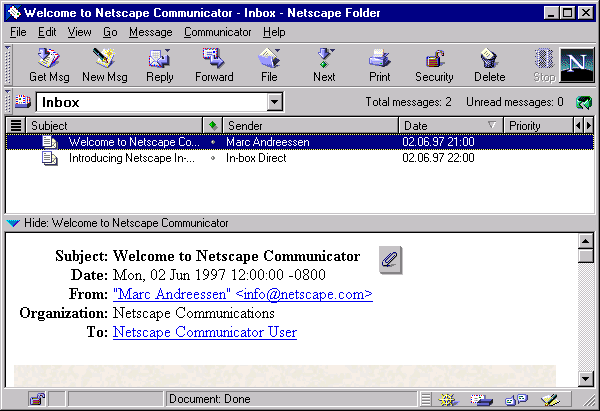 Welcome to Netscape Communicator - Inbox - Netscape Folder
File Edit View Go Message Communicator Help
Get Msg New Msg Reply Forward File Next Print Security Delete Stop N
Inbox Total messages: 2 Unread messages: 0
Subject Sender Date Priority
Welcome to Netscape Co... Marc Andreessen 02.06.97 21:00
Introducing Netscape In-... In-box Direct 02.06.97 22:00
Hide: Welcome to Netscape Communicator
Subject: Welcome to Netscape Communicator
Date: Mon, 02 Jun 1997 12:00:00 -0800
From: "Marc Andreessen" <info@netscape.com>
Organization: Netscape Communications
To: Netscape Communicator User
Document: Done